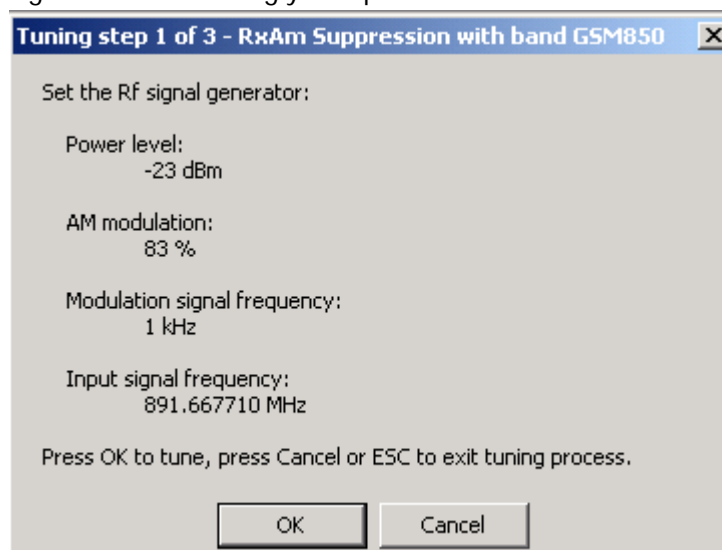 Tuning step 1 of 3 - RxAm Suppression with band GSM850
Set the Rf signal generator:
Power level:
-23 dBm
AM modulation:
83 %
Modulation signal frequency:
1 kHz
Input signal frequency:
891.667710 MHz
Press OK to tune, press Cancel or ESC to exit tuning process.
OK Cancel